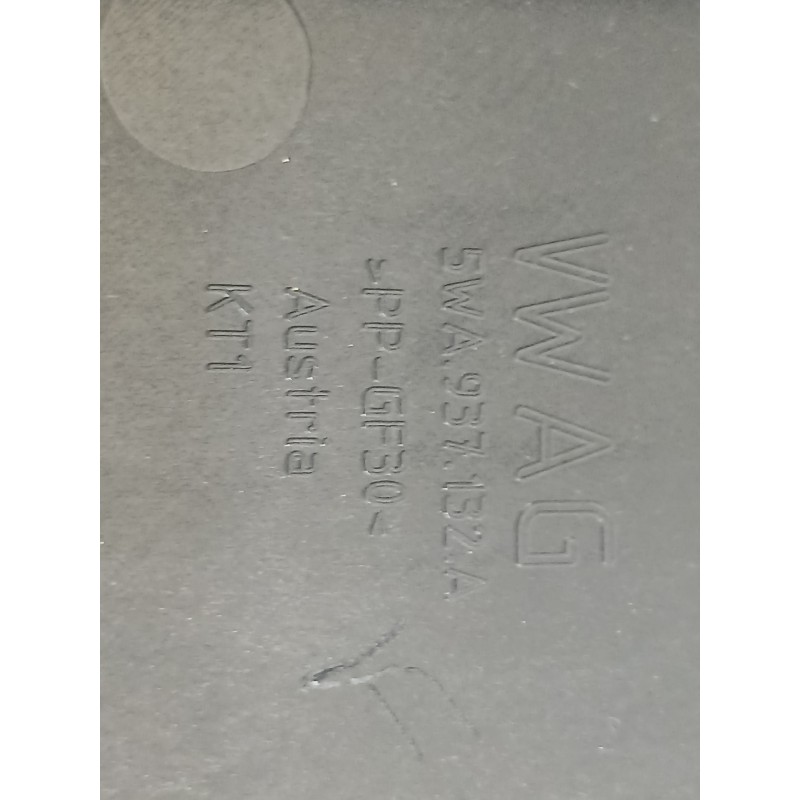 VW AG
5WA.937.132.A
>PP-GF30<
Austria
KT1